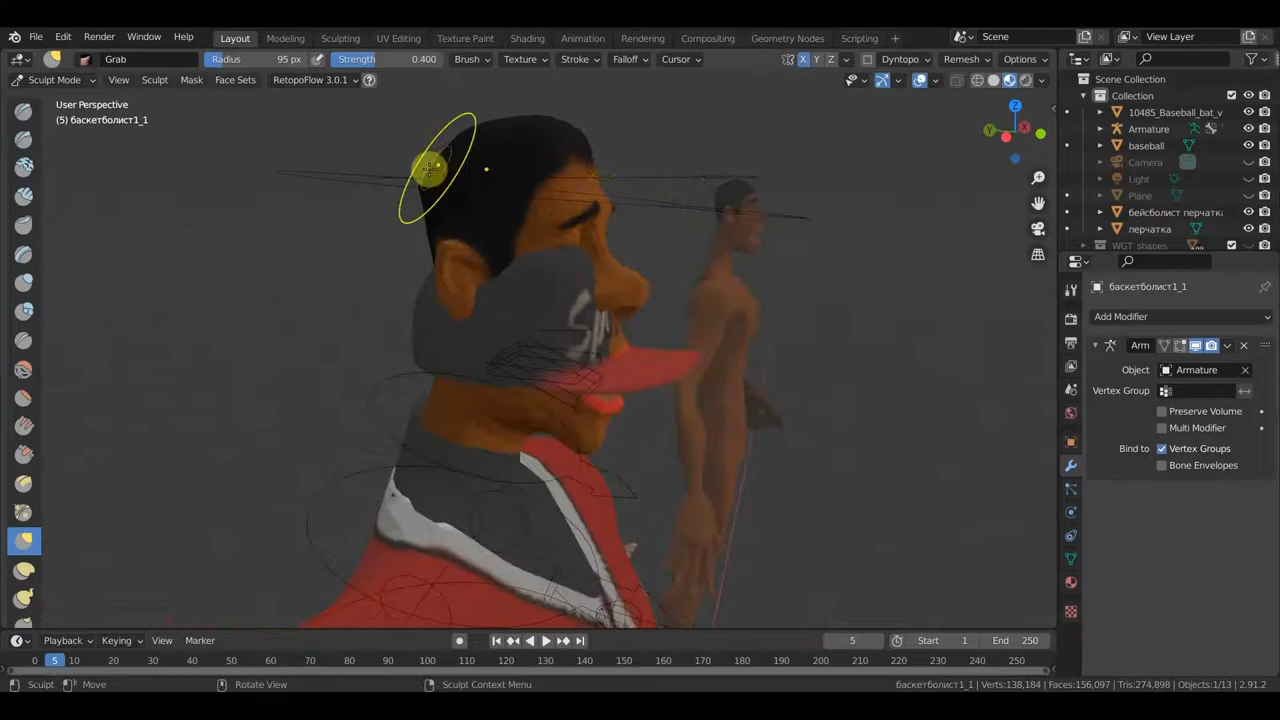 File Edit Render Window Help Layout Modeling Sculpting UV Editing Texture Paint Shading Animation Rendering Compositing Geometry Nodes Scripting Scene View Layer
Grab Radius 95 px Strength 0.400 Brush Texture Stroke Falloff Cursor X Y Z Dyntopo Remesh Options
Sculpt Mode View Sculpt Mask Face Sets RetopoFlow 3.0.1
User Perspective
(5) баскетболист1_1
Z
Y X
Scene Collection
Collection
10485_Baseball_bat_v
Armature
baseball
Camera
Light
Plane
бейсболист перчатка
перчатка
WGT_shapes
баскетболист1_1
Add Modifier
Arm
Object Armature
Vertex Group
Preserve Volume
Multi Modifier
Bind to Vertex Groups
Bone Envelopes
Playback Keying View Marker 5 Start 1 End 250
0 5 10 20 30 40 50 60 70 80 90 100 110 120 130 140 150 160 170 180 190 200 210 220 230 240 250
Sculpt Move Rotate View Sculpt Context Menu баскетболист1_1 | Verts:138,184 | Faces:156,097 | Tris:274,898 | Objects:1/13 | 2.91.2